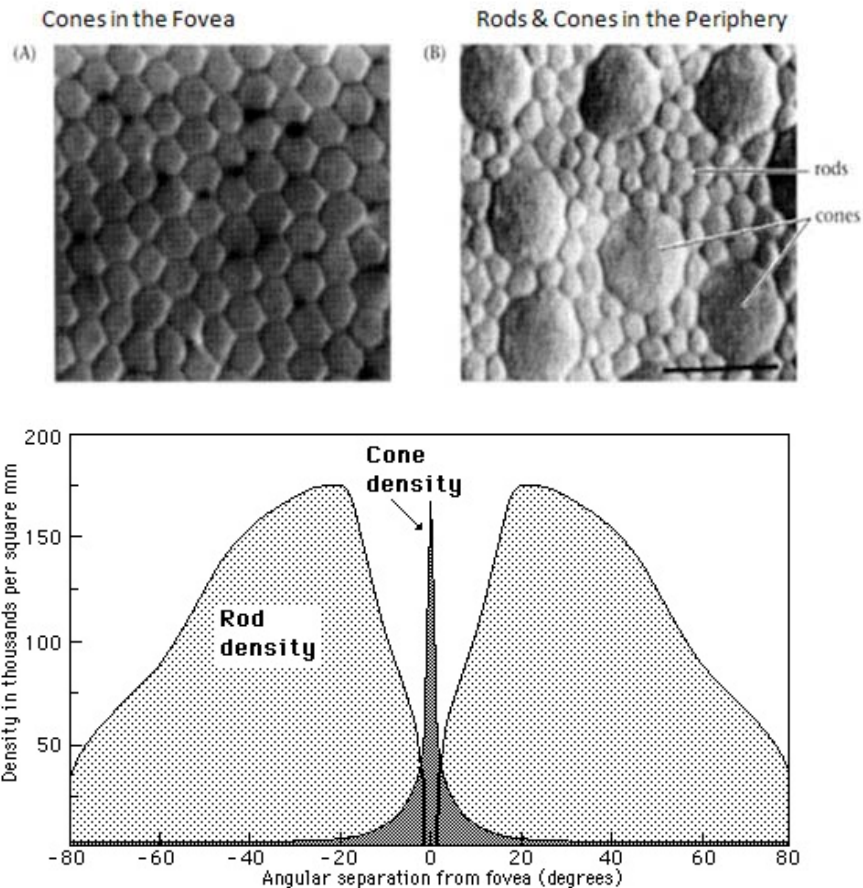 Cones in the Fovea
Rods & Cones in the Periphery
(A)
(B)
rods
cones
200
150
100
50
Density in thousands per square mm
Cone
density
Rod
density
-80 -60 -40 -20 0 20 40 60 80
Angular separation from fovea (degrees)